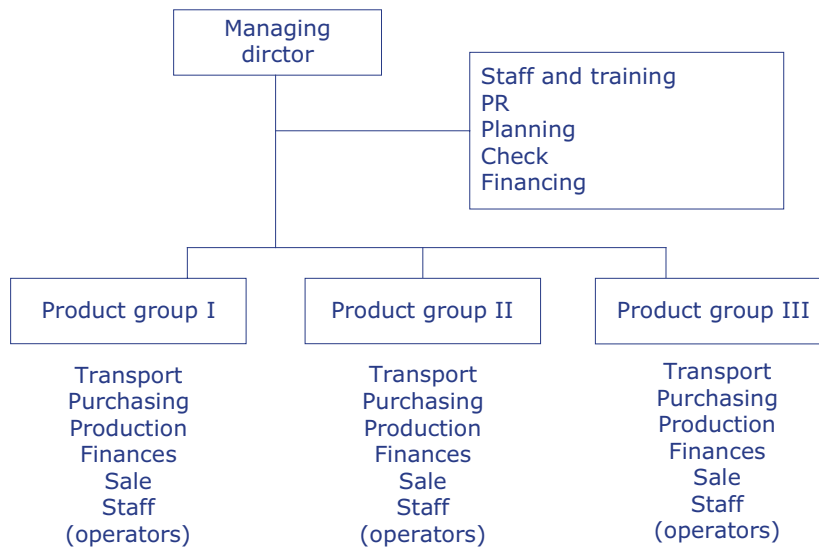 Managing
dirctor
Staff and training
PR
Planning
Check
Financing
Product group I
Product group II
Product group III
Transport
Purchasing
Production
Finances
Sale
Staff
(operators)
Transport
Purchasing
Production
Finances
Sale
Staff
(operators)
Transport
Purchasing
Production
Finances
Sale
Staff
(operators)